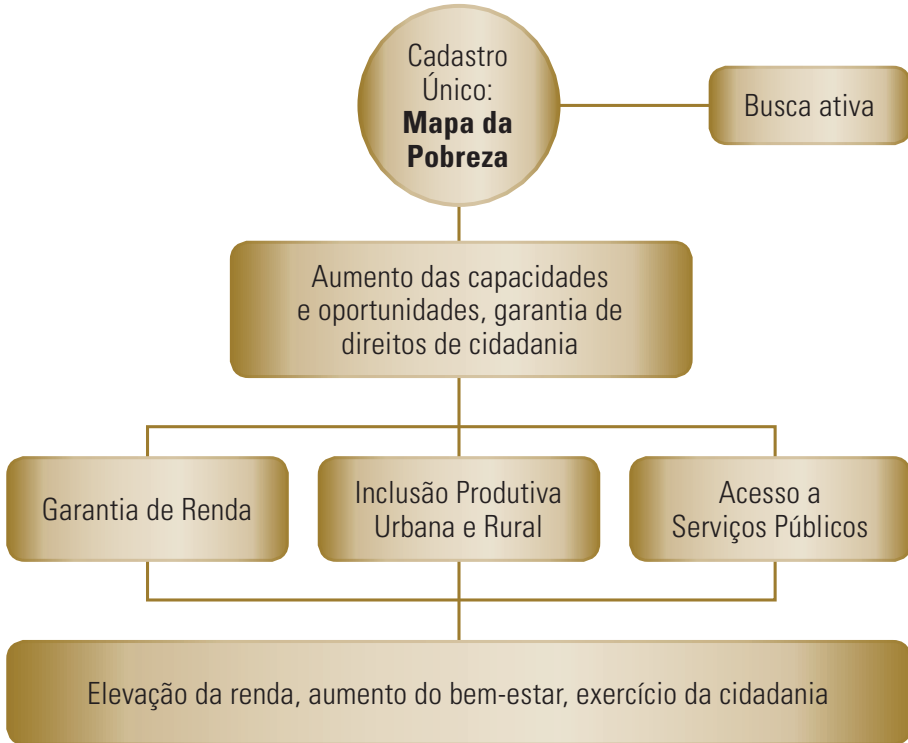 Cadastro
Único:
Mapa da
Pobreza
Busca ativa
Aumento das capacidades
e oportunidades, garantia de
direitos de cidadania
Garantia de Renda
Inclusão Produtiva
Urbana e Rural
Acesso a
Serviços Públicos
Elevação da renda, aumento do bem-estar, exercício da cidadania